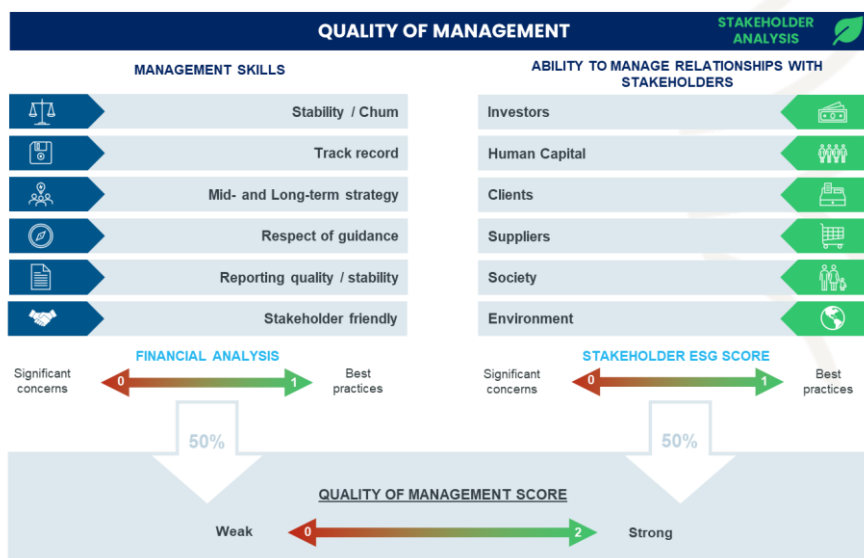 QUALITY OF MANAGEMENT
STAKEHOLDER
ANALYSIS
MANAGEMENT SKILLS
Stability / Chum
Track record
Mid- and Long-term strategy
Respect of guidance
Reporting quality / stability
Stakeholder friendly
FINANCIAL ANALYSIS
Significant
concerns
0
1
Best
practices
50%
ABILITY TO MANAGE RELATIONSHIPS WITH
STAKEHOLDERS
Investors
Human Capital
Clients
Suppliers
Society
Environment
STAKEHOLDER ESG SCORE
Significant
concerns
0
1
Best
practices
50%
QUALITY OF MANAGEMENT SCORE
Weak
0
2
Strong